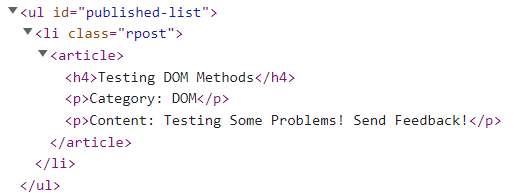 <ul id="published-list">
<li class="rpost">
<article>
<h4>Testing DOM Methods</h4>
<p>Category: DOM</p>
<p>Content: Testing Some Problems! Send Feedback!</p>
</article>
</li>
</ul>